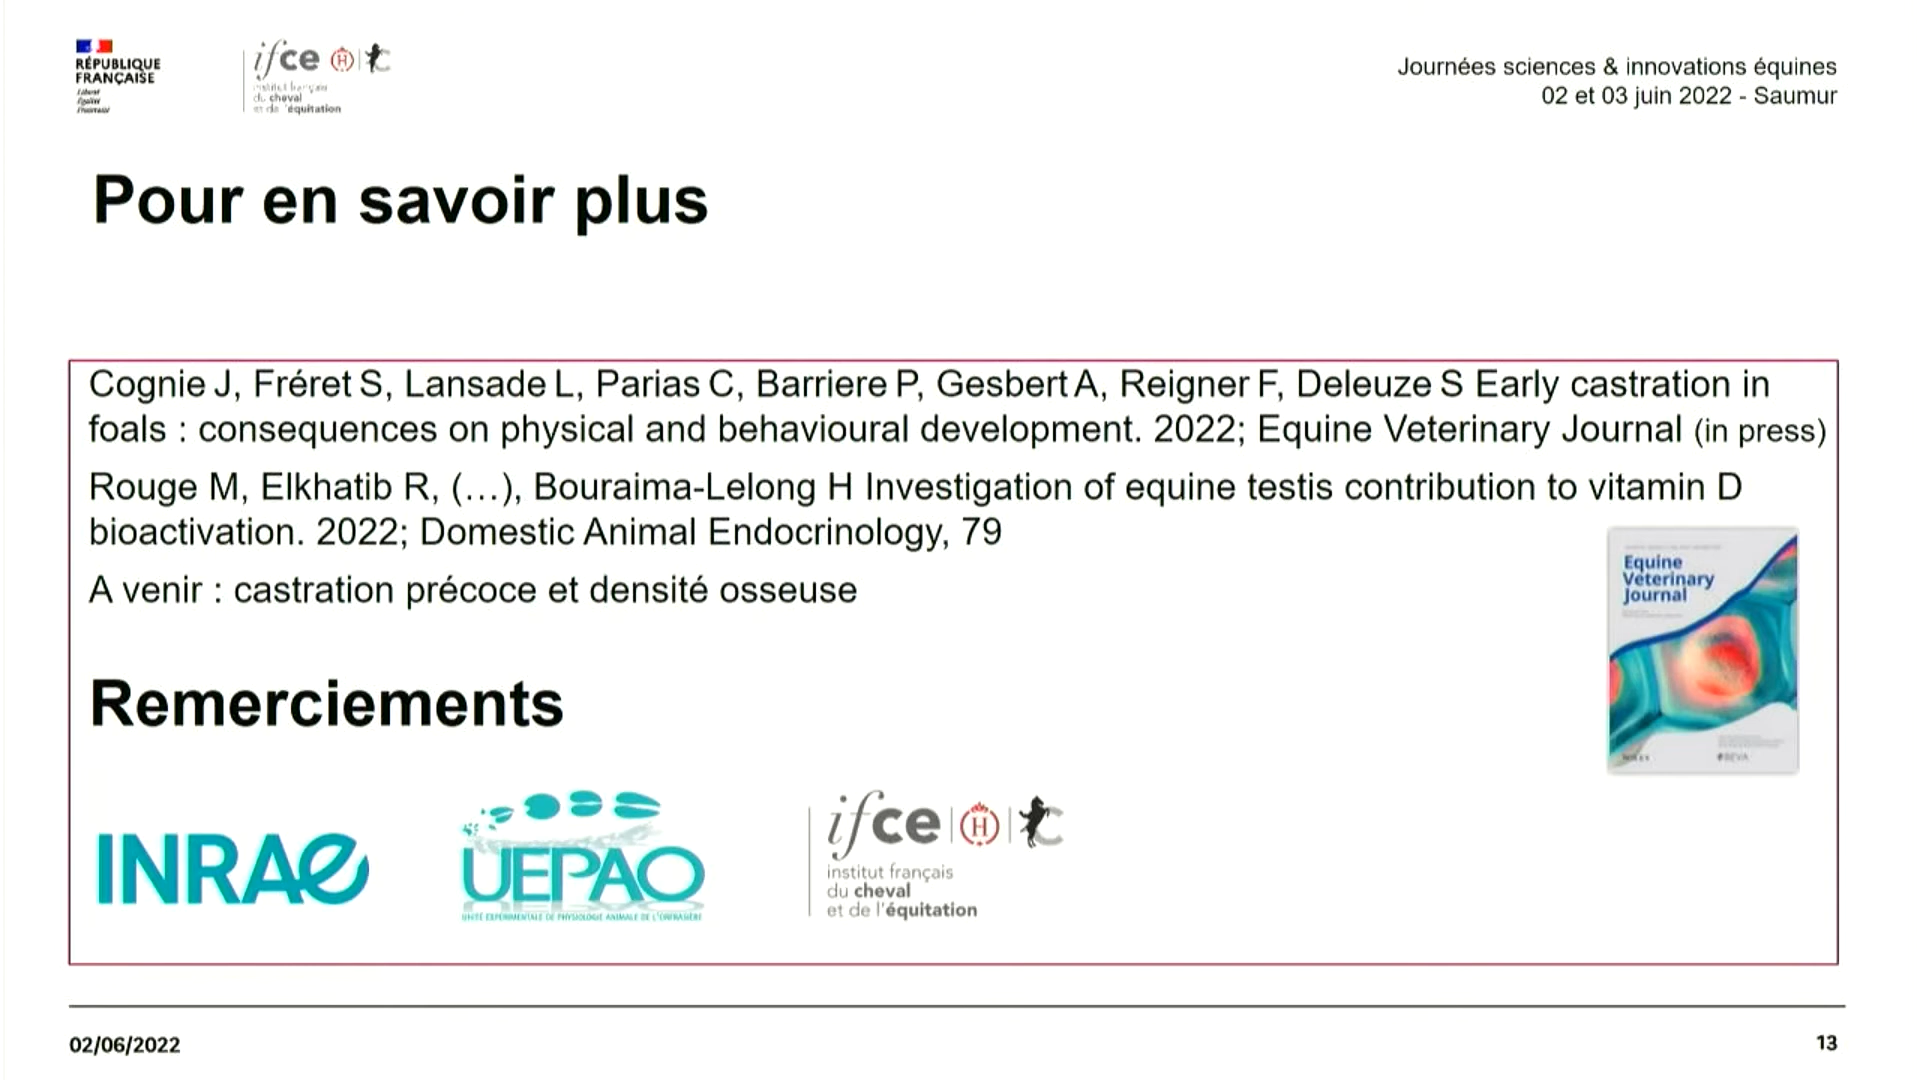 RÉPUBLIQUE
FRANÇAISE
Liberté
Égalité
Fraternité
ifce
institut français
du cheval
et de l'équitation
Journées sciences & innovations équines
02 et 03 juin 2022 - Saumur
Pour en savoir plus
Cognie J, Fréret S, Lansade L, Parias C, Barriere P, Gesbert A, Reigner F, Deleuze S Early castration in
foals : consequences on physical and behavioural development. 2022; Equine Veterinary Journal (in press)
Rouge M, Elkhatib R, (…), Bouraima-Lelong H Investigation of equine testis contribution to vitamin D
bioactivation. 2022; Domestic Animal Endocrinology, 79
A venir : castration précoce et densité osseuse
Equine
Veterinary
Journal
BEVA
Remerciements
INRAE
UEPAO
UNITÉ EXPÉRIMENTALE DE PHYSIOLOGIE ANIMALE DE L'ORFRASIÈRE
ifce H
institut français
du cheval
et de l'équitation
02/06/2022
13